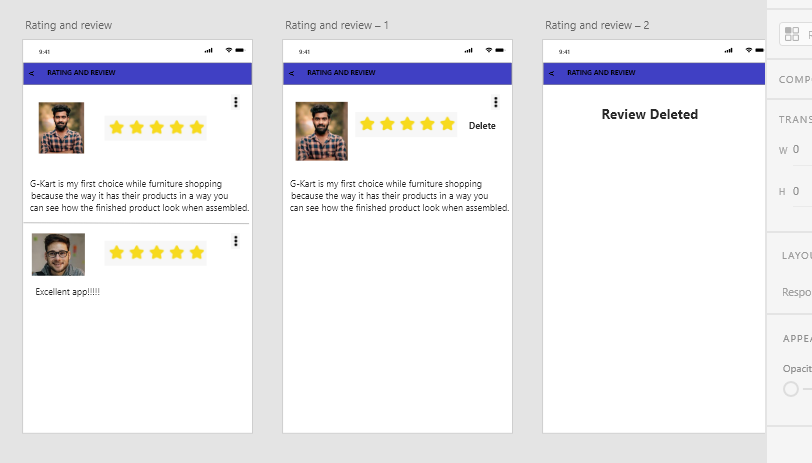 Rating and review
Rating and review – 1
Rating and review – 2
9:41
9:41
9:41
< RATING AND REVIEW
< RATING AND REVIEW
< RATING AND REVIEW
Delete
Review Deleted
G-Kart is my first choice while furniture shopping
because the way it has their products in a way you
can see how the finished product look when assembled.
G-Kart is my first choice while furniture shopping
because the way it has their products in a way you
can see how the finished product look when assembled.
Excellent app!!!!!
COMP
TRANS
W 0
H 0
LAYOU
Respo
APPEA
Opacit